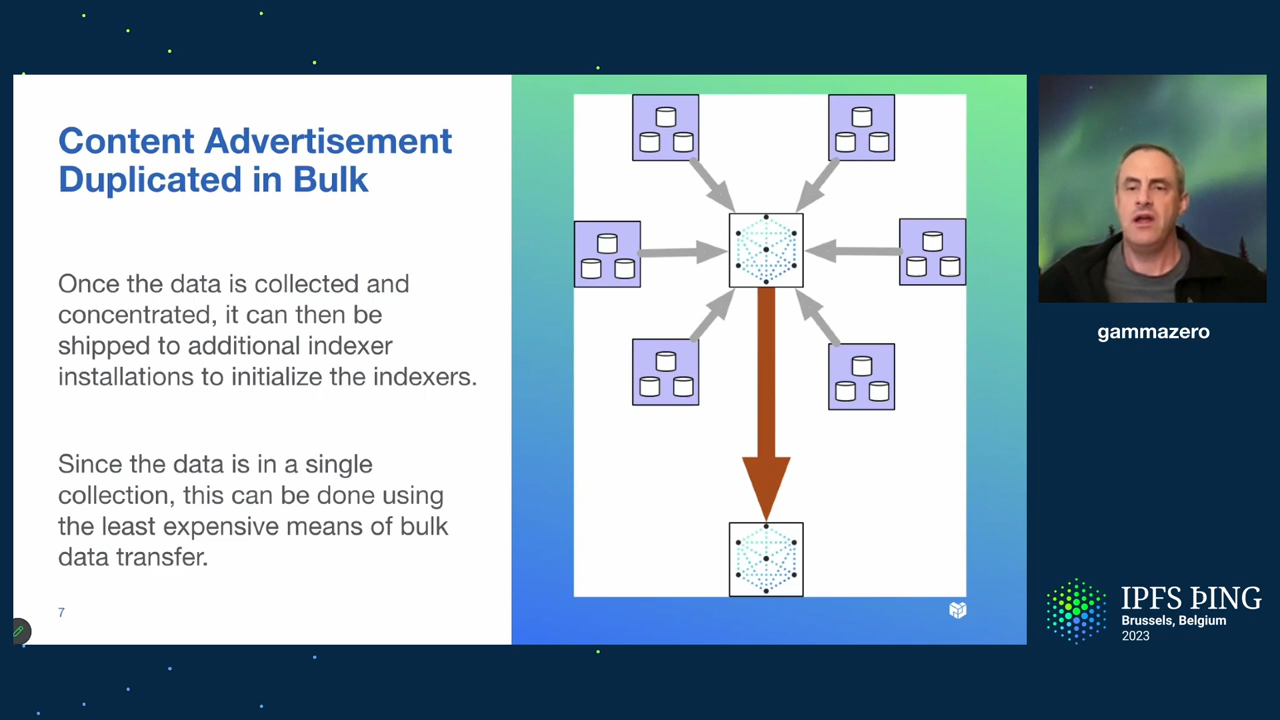 Content Advertisement
Duplicated in Bulk
Once the data is collected and
concentrated, it can then be
shipped to additional indexer
installations to initialize the indexers.
Since the data is in a single
collection, this can be done using
the least expensive means of bulk
data transfer.
7
gammazero
IPFS ÞING
Brussels, Belgium
2023